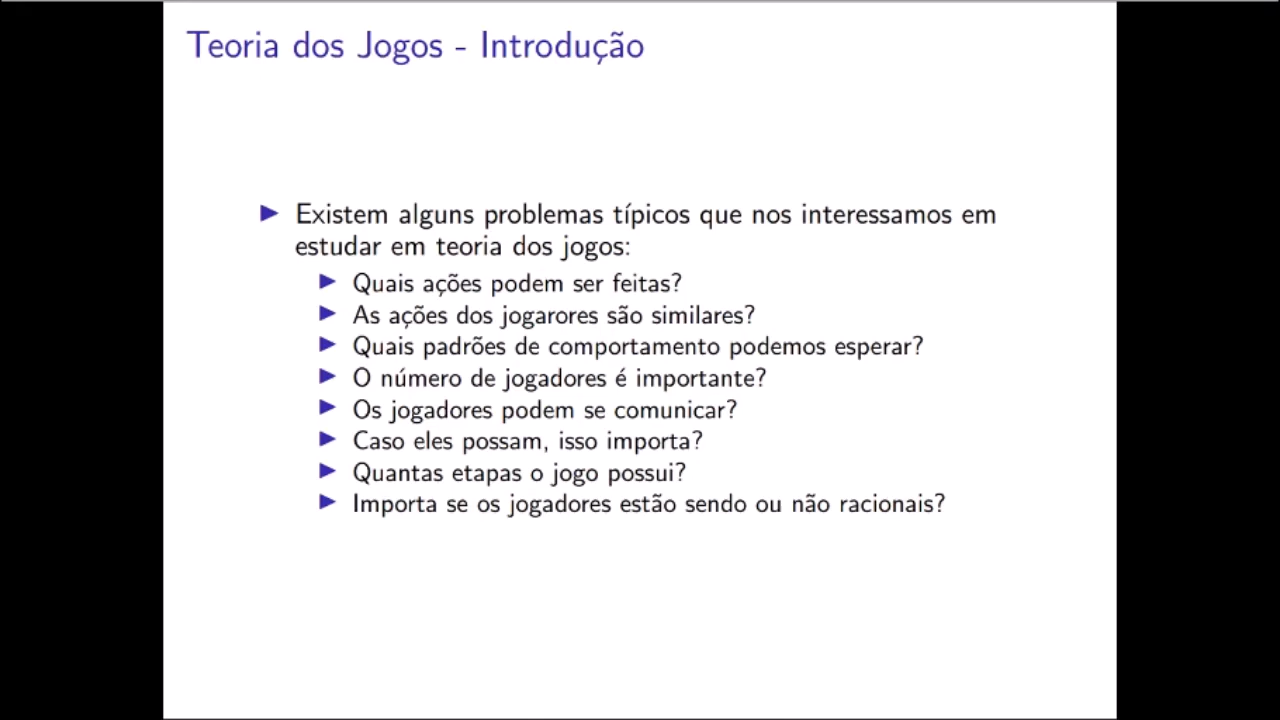 Teoria dos Jogos - Introdução
Existem alguns problemas típicos que nos interessamos em
estudar em teoria dos jogos:
Quais ações podem ser feitas?
As ações dos jogarores são similares?
Quais padrões de comportamento podemos esperar?
O número de jogadores é importante?
Os jogadores podem se comunicar?
Caso eles possam, isso importa?
Quantas etapas o jogo possui?
Importa se os jogadores estão sendo ou não racionais?